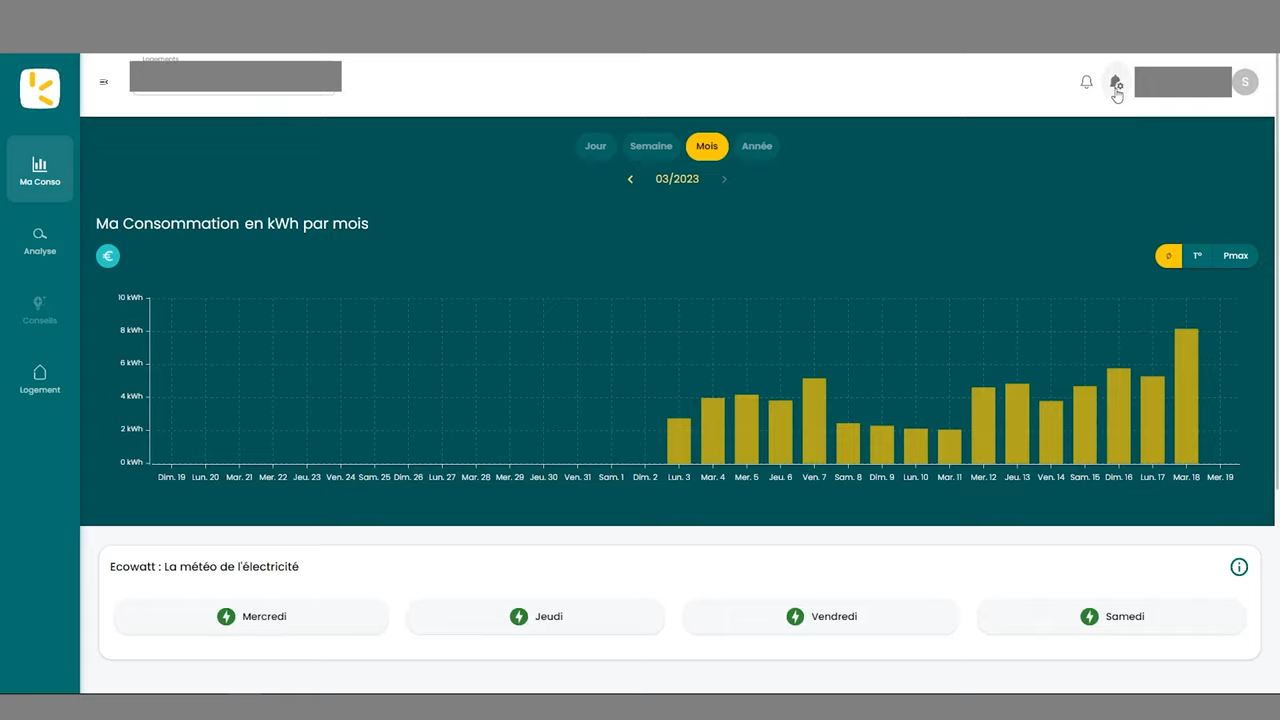 Logements
S
Jour Semaine Mois Année
03/2023
Ma Conso
Analyse
Conseils
Logement
Ma Consommation en kWh par mois
€
Ø T° Pmax
10 kWh
8 kWh
6 kWh
4 kWh
2 kWh
0 kWh
Dim. 19 Lun. 20 Mar. 21 Mer. 22 Jeu. 23 Ven. 24 Sam. 25 Dim. 26 Lun. 27 Mar. 28 Mer. 29 Jeu. 30 Ven. 31 Sam. 1 Dim. 2 Lun. 3 Mar. 4 Mer. 5 Jeu. 6 Ven. 7 Sam. 8 Dim. 9 Lun. 10 Mar. 11 Mer. 12 Jeu. 13 Ven. 14 Sam. 15 Dim. 16 Lun. 17 Mar. 18 Mer. 19
Ecowatt : La météo de l'électricité
Mercredi Jeudi Vendredi Samedi